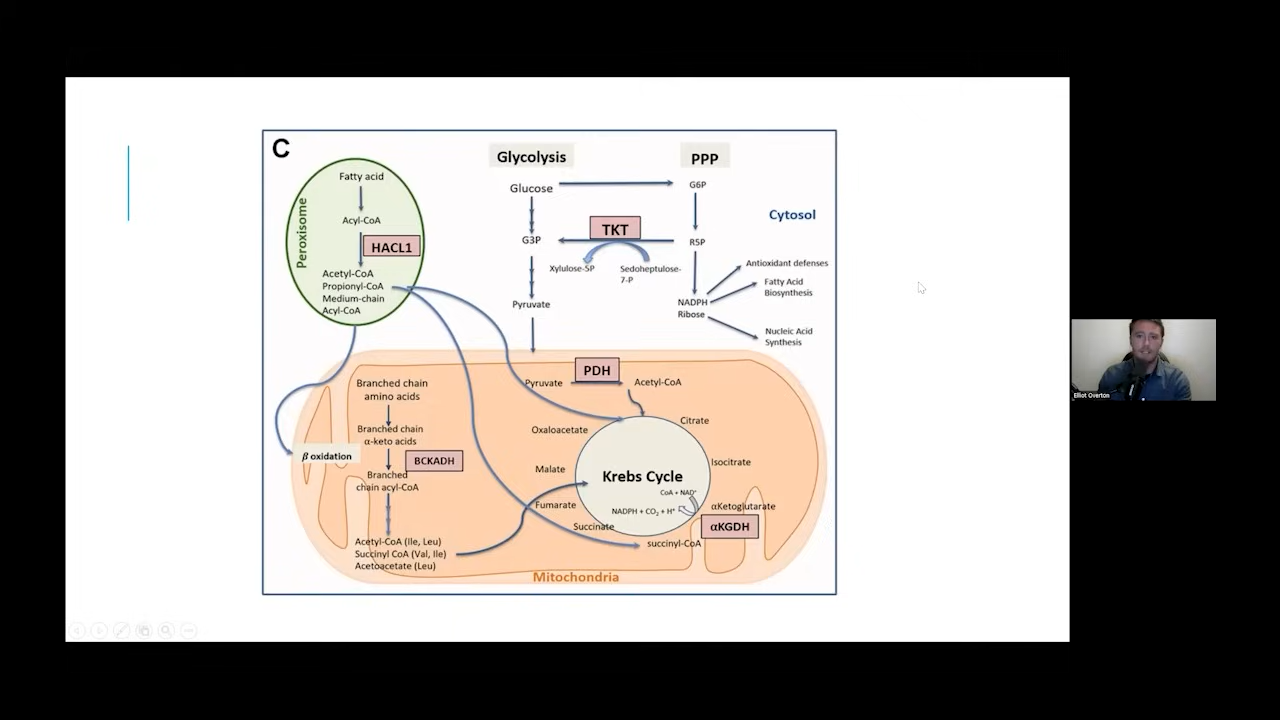 C
Glycolysis
PPP
Fatty acid
Glucose
G6P
Peroxisome
Cytosol
Acyl-CoA
TKT
HACL1
G3P
R5P
Xylulose-5P
Sedoheptulose-
7-P
Antioxidant defenses
Acetyl-CoA
Propionyl-CoA
Medium-chain
Acyl-CoA
Fatty Acid
Biosynthesis
Pyruvate
NADPH
Ribose
Nucleic Acid
Synthesis
PDH
Pyruvate
Acetyl-CoA
Branched chain
amino acids
Citrate
Oxaloacetate
Branched chain
α-keto acids
β oxidation
BCKADH
Isocitrate
Malate
Krebs Cycle
Branched
chain acyl-CoA
CoA + NAD⁺
NADPH + CO₂ + H⁺
αKetoglutarate
Fumarate
αKGDH
Succinate
succinyl-CoA
Acetyl-CoA (Ile, Leu)
Succinyl CoA (Val, Ile)
Acetoacetate (Leu)
Mitochondria
Elliot Overton